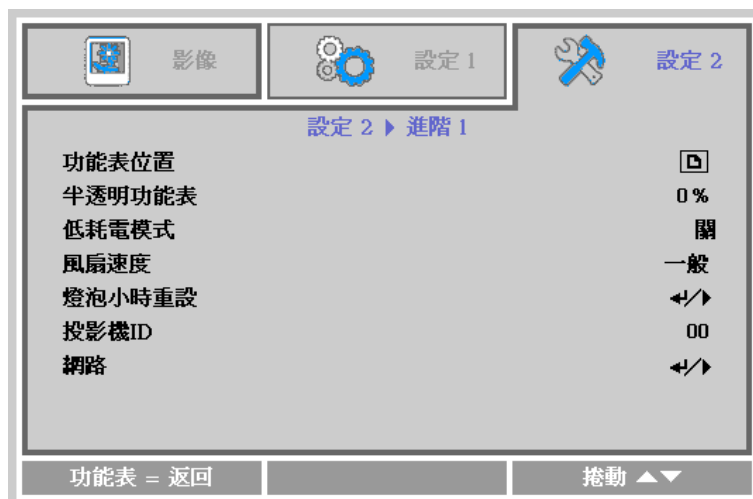 影像
設定 1
設定 2
設定 2 ▶ 進階 1
功能表位置
半透明功能表 0 %
低耗電模式 關
風扇速度 一般
燈泡小時重設 ↵/▶
投影機ID 00
網路 ↵/▶
功能表 = 返回
捲動 ▲▼